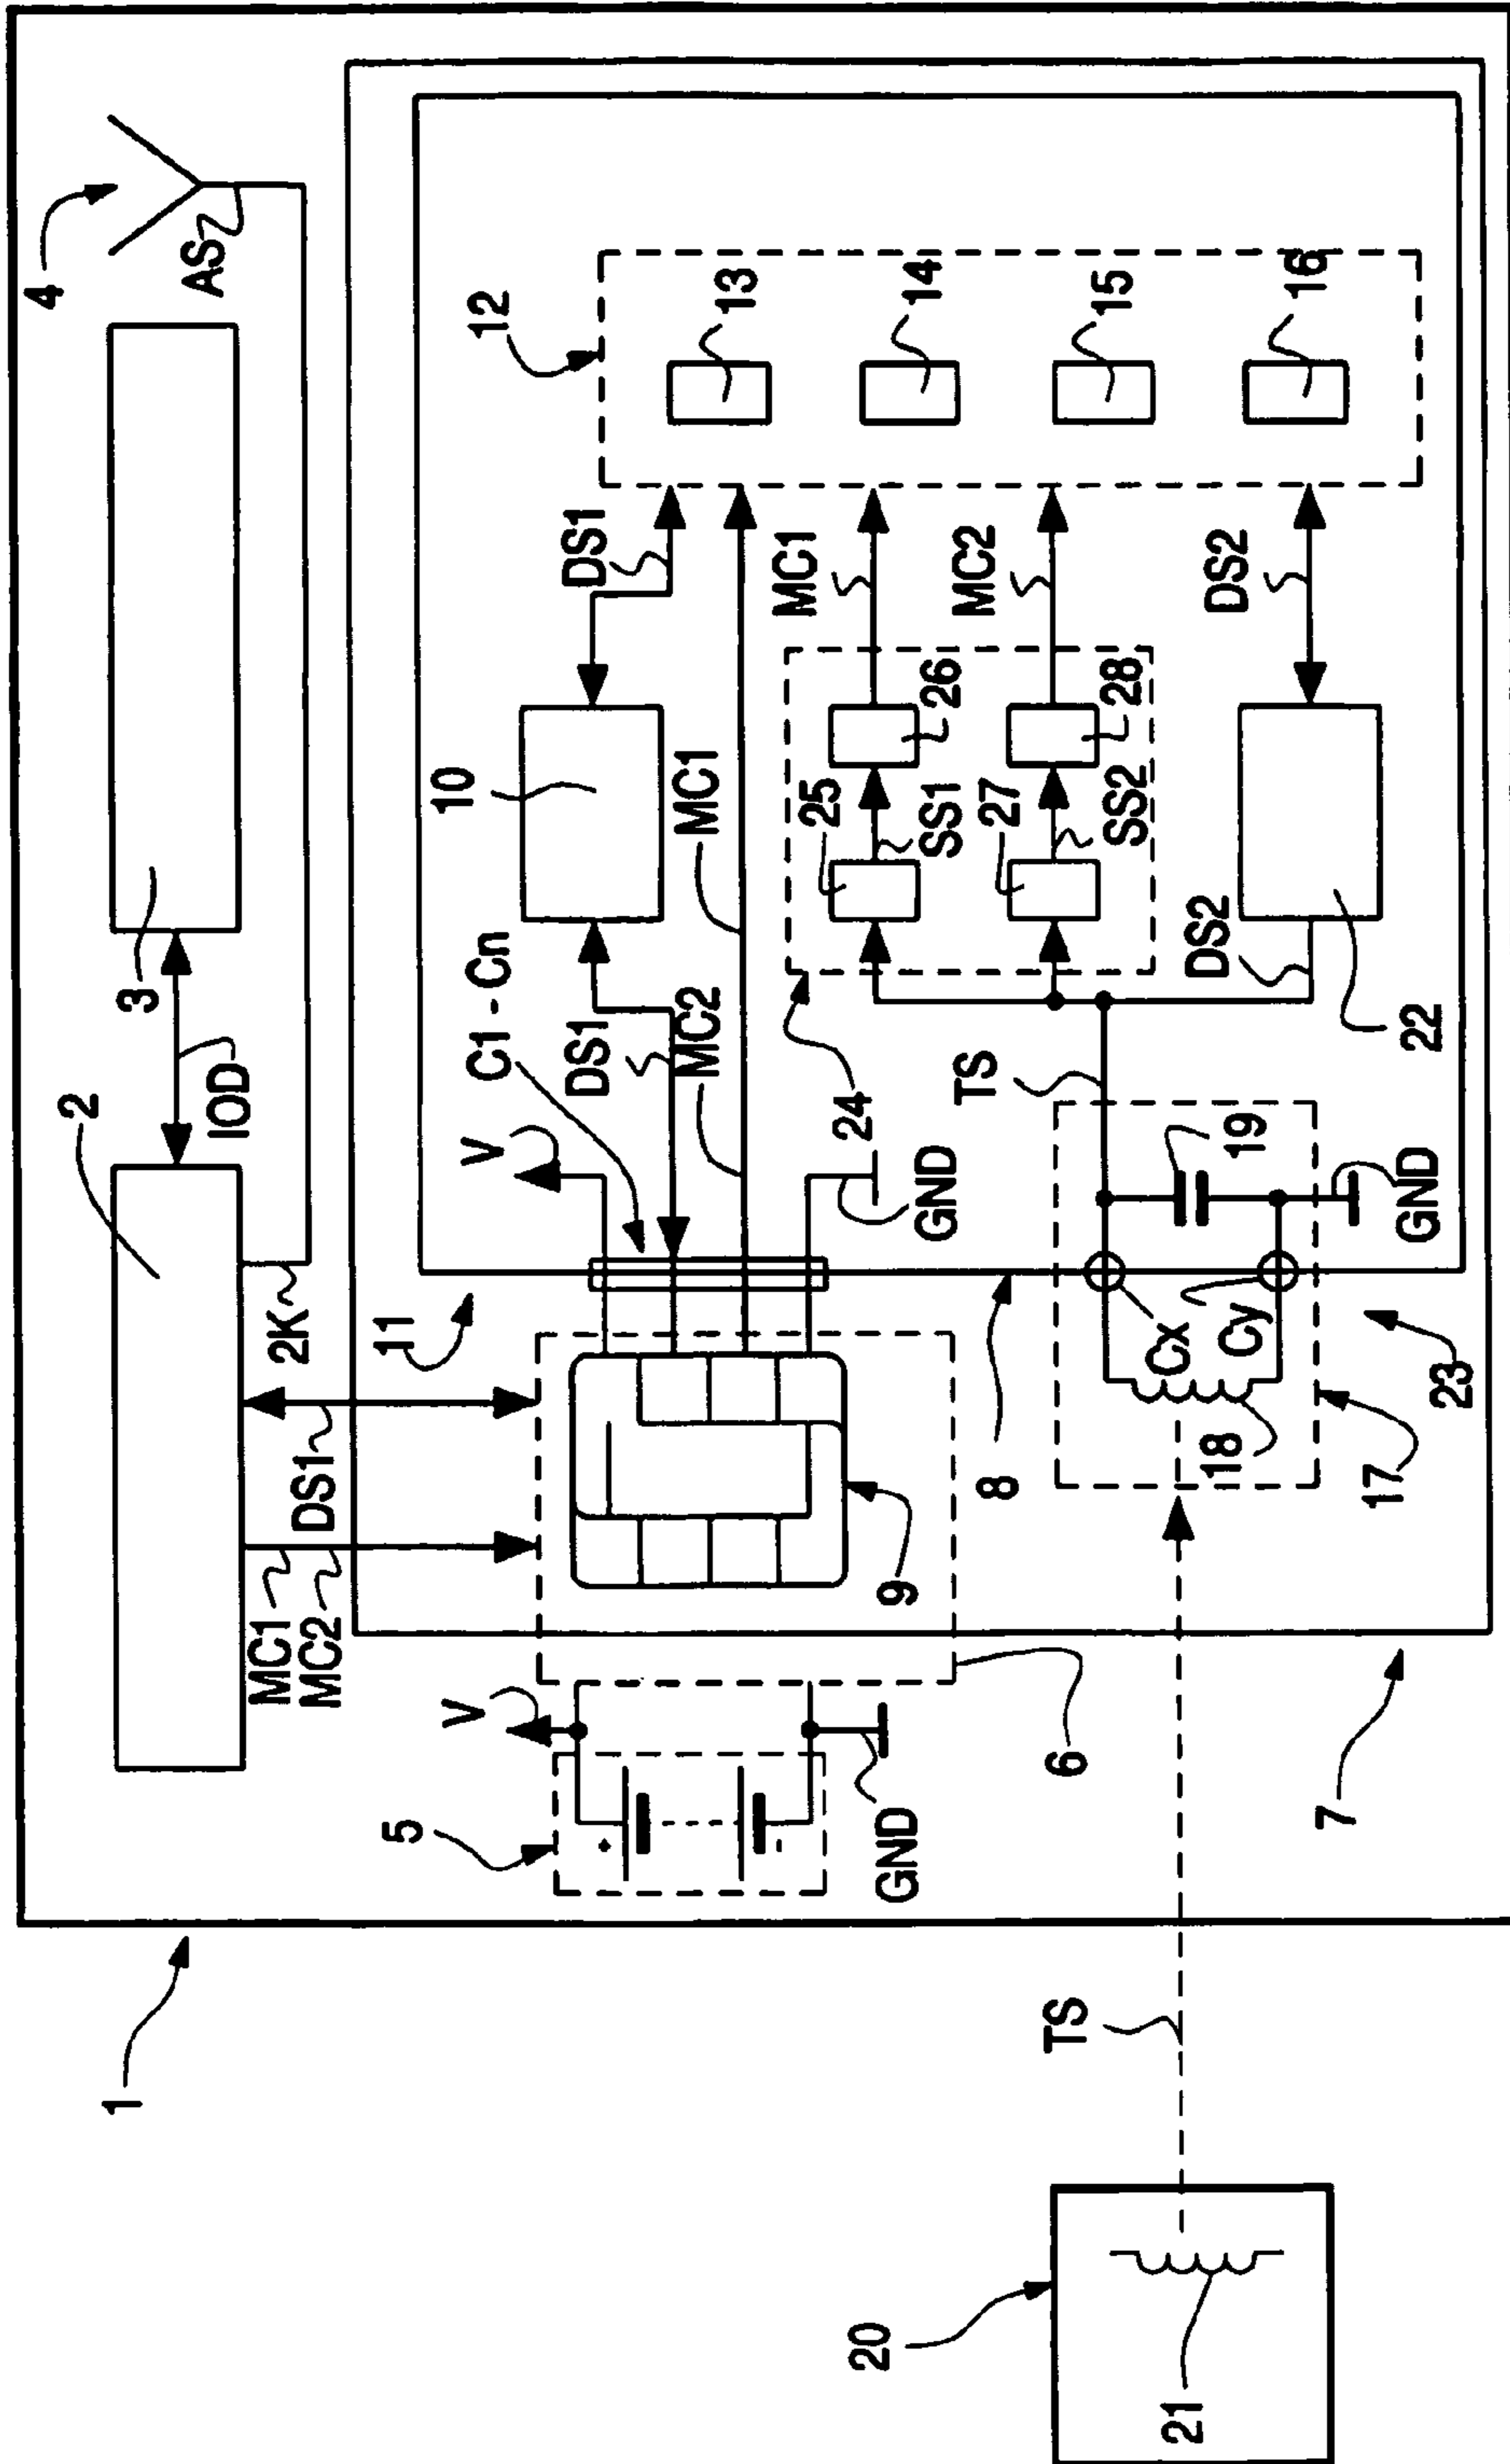 4
2
1
3
AS
IOD
MC1
MC2
2K
DS1
11
5
10
V
V
C1 - Cn
12
DS1
DS1
MC2
MC1
13
MC1
25
24
20
GND
9
GND
14
SS1
26
MC2
8
27
TS
6
TS
15
SS2
28
Cx
21
18
DS2
DS2
Cy
19
16
7
17
22
GND
23